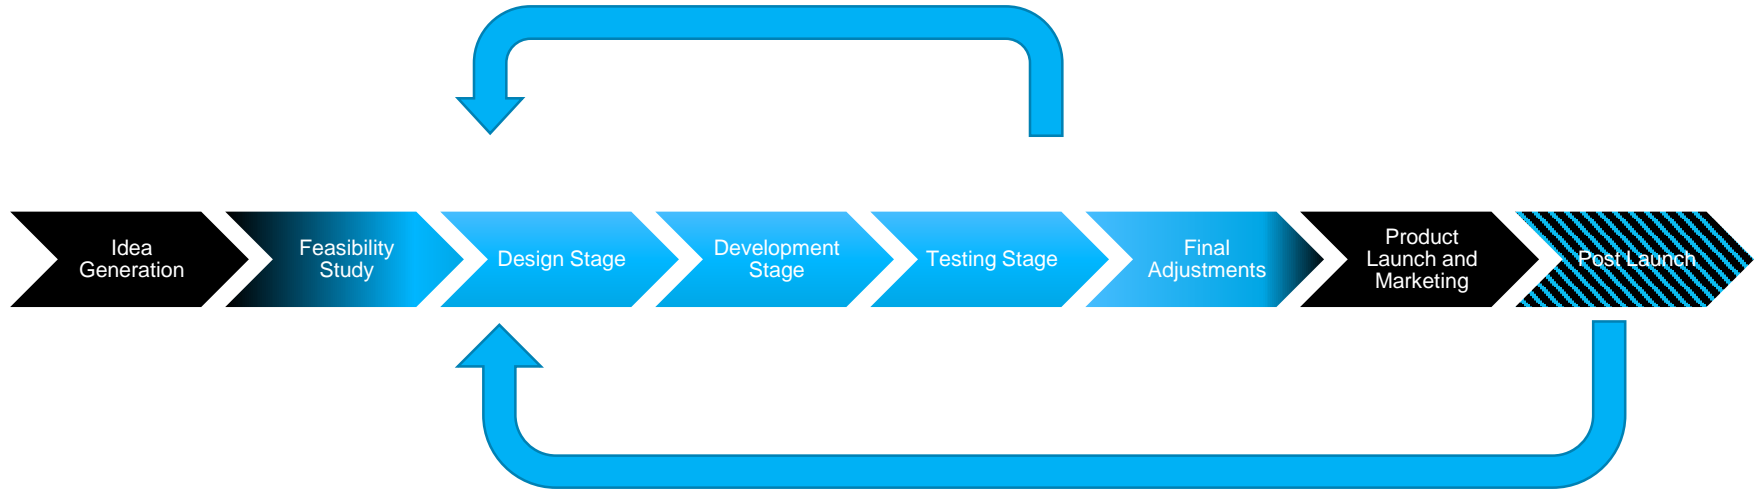 Idea
Generation
Feasibility
Study
Design Stage
Development
Stage
Testing Stage
Final
Adjustments
Product
Launch and
Marketing
Post Launch